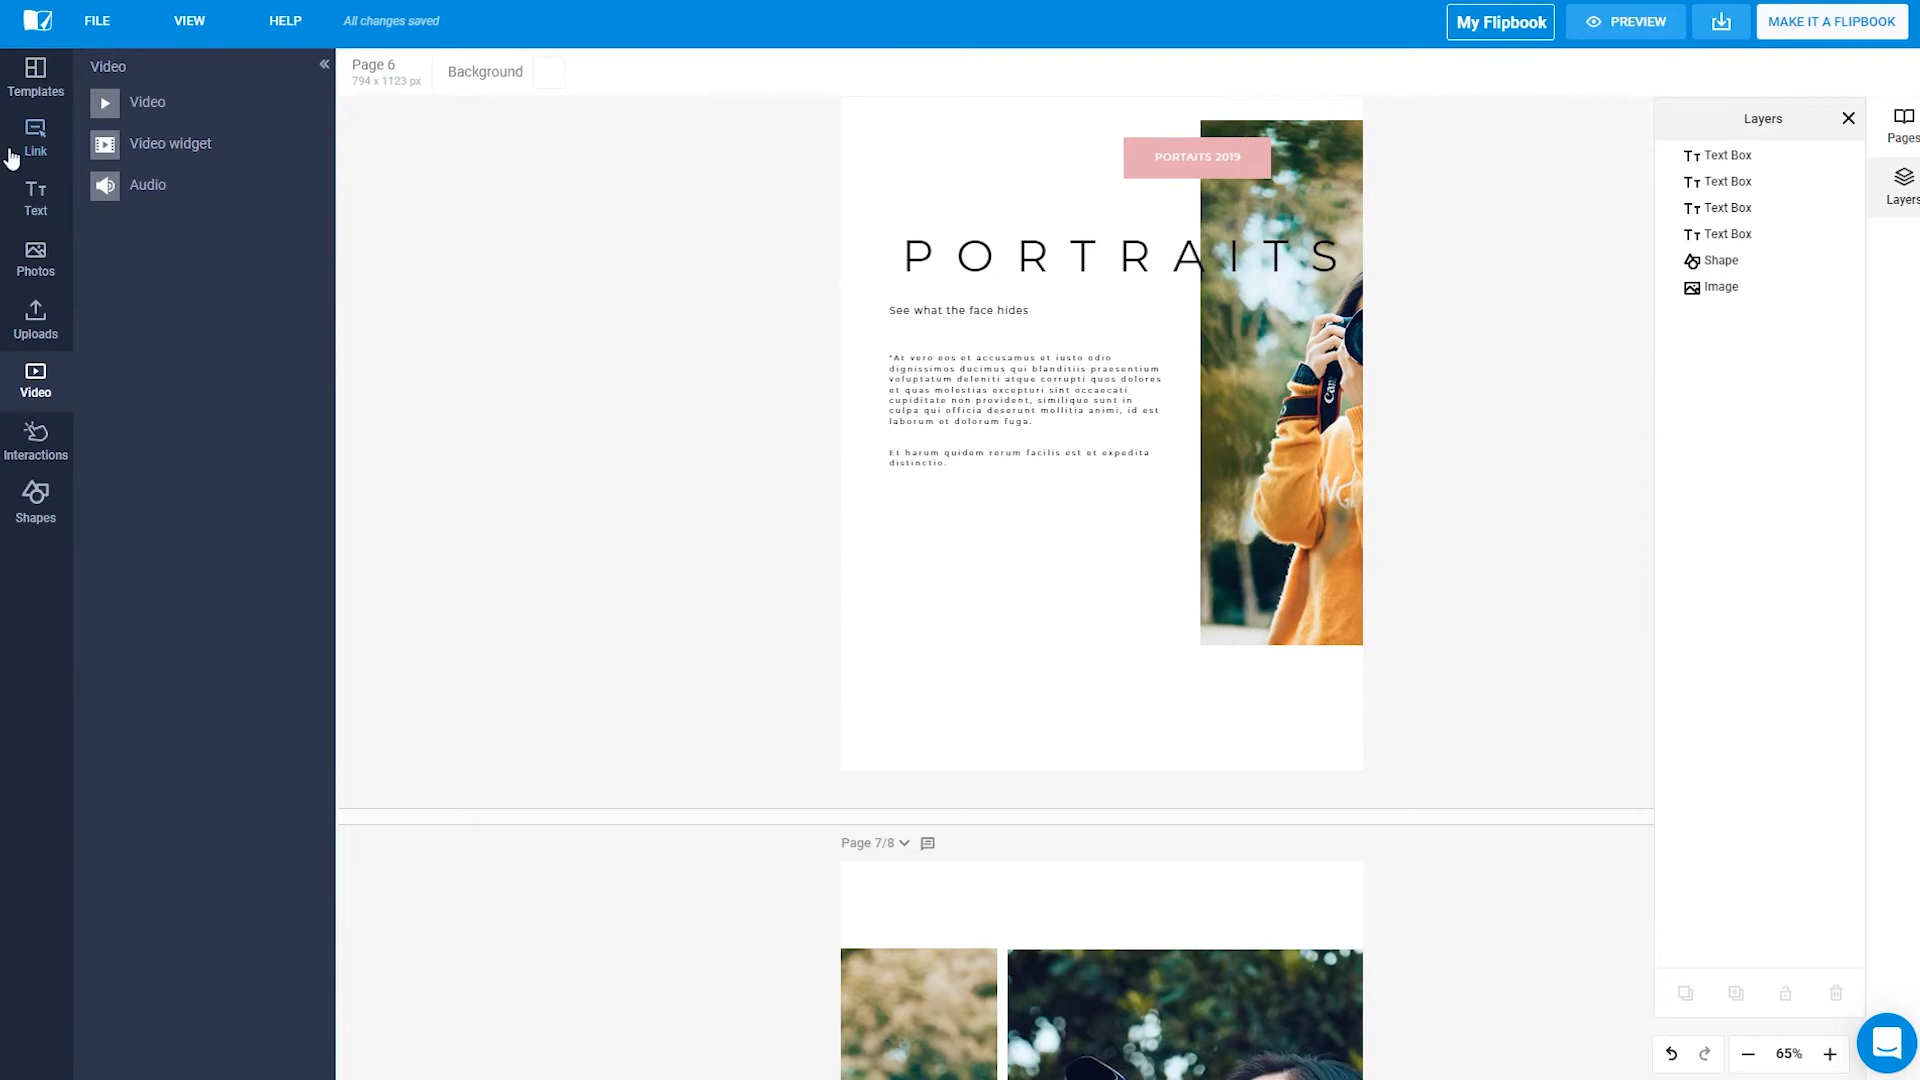 FILE
VIEW
HELP
All changes saved
My Flipbook
PREVIEW
MAKE IT A FLIPBOOK
Templates
Link
Text
Photos
Uploads
Video
Interactions
Shapes
Video
Video
Video widget
Audio
Page 6
794 x 1123 px
Background
PORTAITS 2019
PORTRAITS
See what the face hides
"At vero eos et accusamus et iusto odio
dignissimos ducimus qui blanditiis praesentium
voluptatum deleniti atque corrupti quos dolores
et quas molestias excepturi sint occaecati
cupiditate non provident, similique sunt in
culpa qui officia deserunt mollitia animi, id est
laborum et dolorum fuga.
Et harum quidem rerum facilis est et expedita
distinctio.
Can
Page 7/8
Layers
Text Box
Text Box
Text Box
Text Box
Shape
Image
Pages
Layers
65%